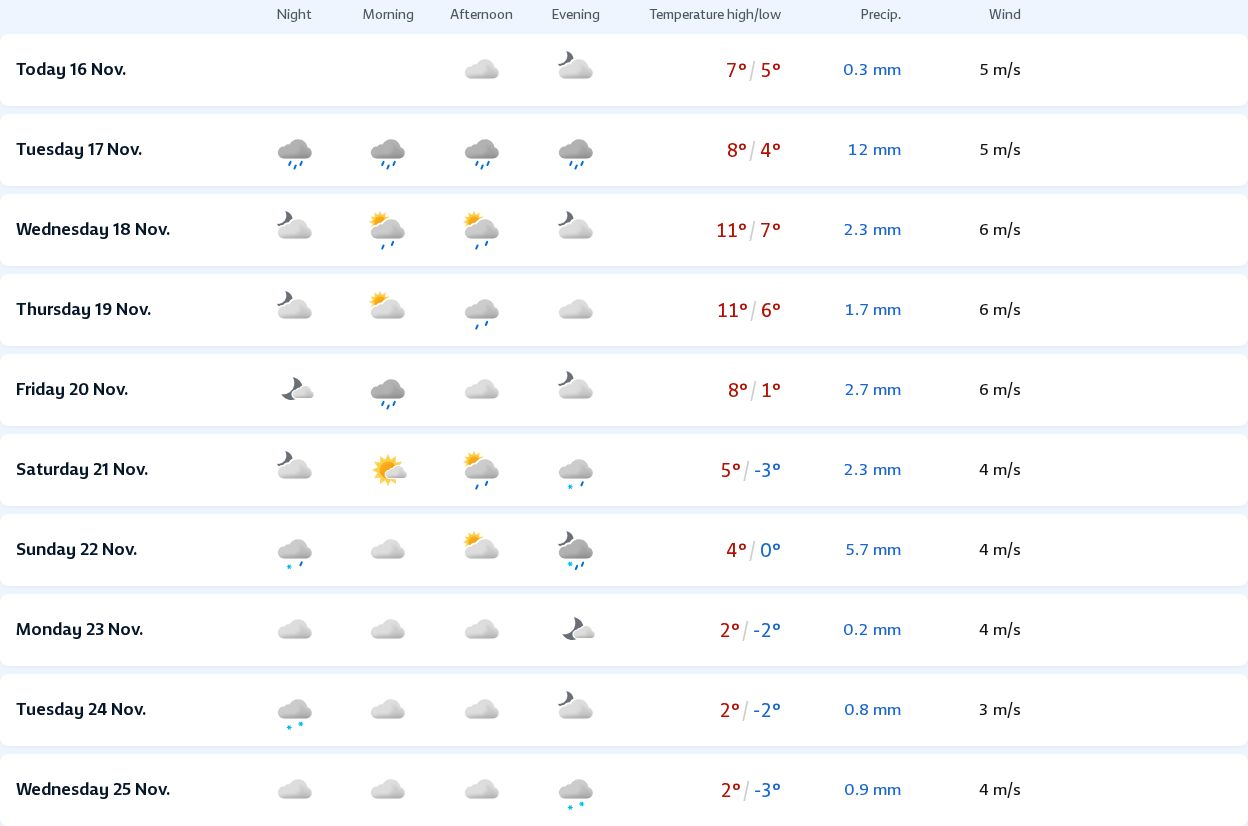 Night Morning Afternoon Evening Temperature high/low Precip. Wind
Today 16 Nov. 7°/ 5° 0.3 mm 5 m/s
Tuesday 17 Nov. 8°/ 4° 12 mm 5 m/s
Wednesday 18 Nov. 11°/ 7° 2.3 mm 6 m/s
Thursday 19 Nov. 11°/ 6° 1.7 mm 6 m/s
Friday 20 Nov. 8°/ 1° 2.7 mm 6 m/s
Saturday 21 Nov. 5°/ -3° 2.3 mm 4 m/s
Sunday 22 Nov. 4°/ 0° 5.7 mm 4 m/s
Monday 23 Nov. 2°/ -2° 0.2 mm 4 m/s
Tuesday 24 Nov. 2°/ -2° 0.8 mm 3 m/s
Wednesday 25 Nov. 2°/ -3° 0.9 mm 4 m/s